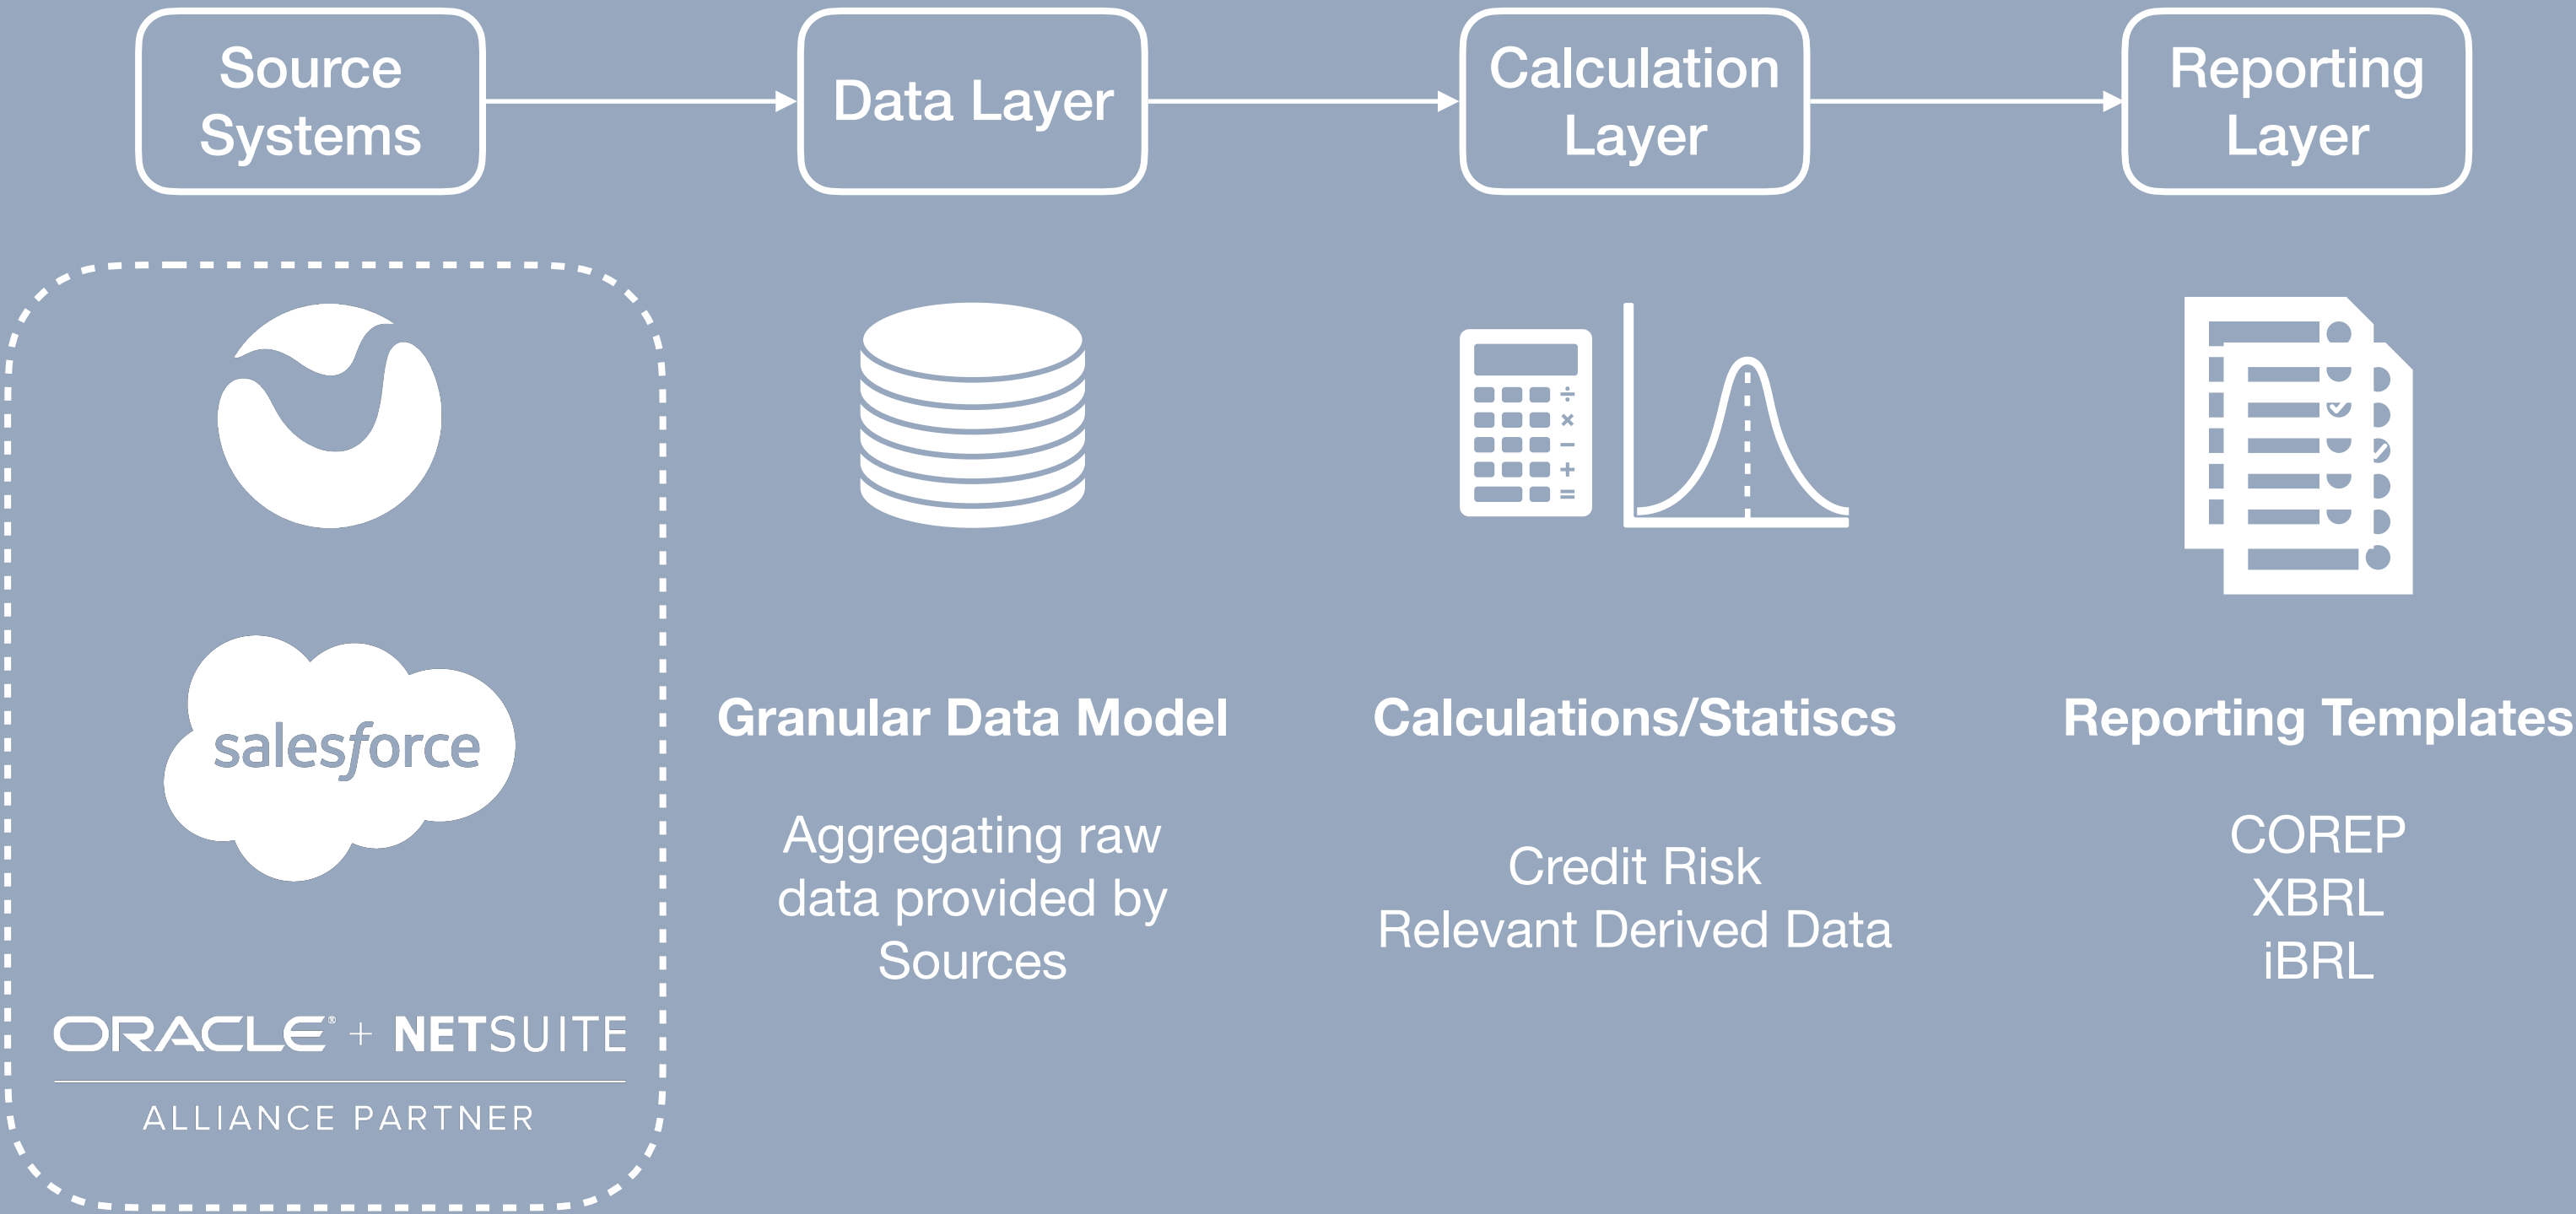 Source
Systems
Data Layer
Calculation
Layer
Reporting
Layer
salesforce
ORACLE® + NETSUITE
ALLIANCE PARTNER
Granular Data Model
Aggregating raw
data provided by
Sources
Calculations/Statiscs
Credit Risk
Relevant Derived Data
Reporting Templates
COREP
XBRL
iBRL